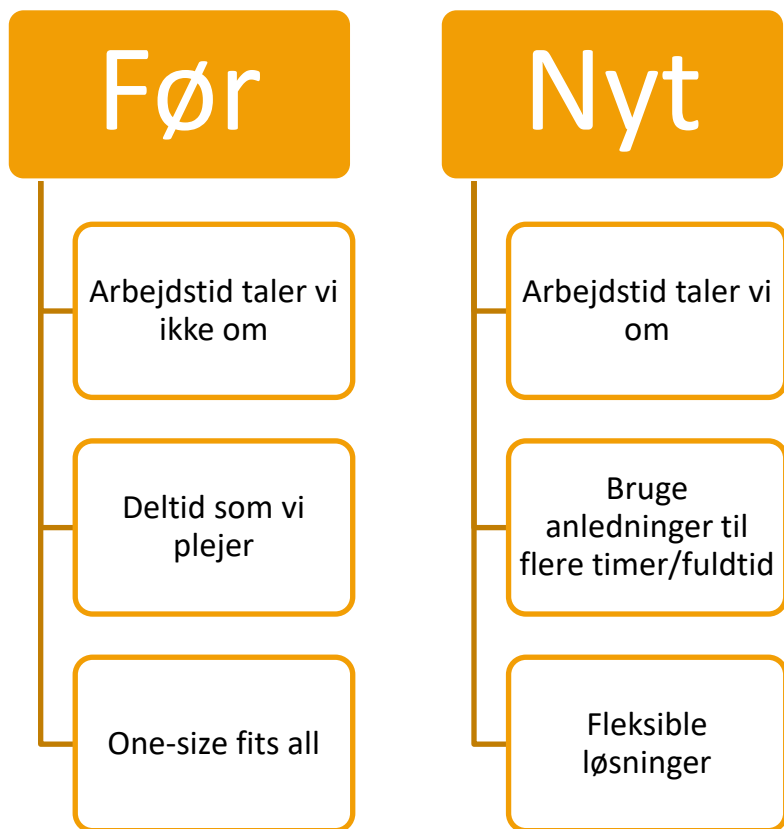 Før
Arbejdstid taler vi
ikke om
Deltid som vi
plejer
One-size fits all
Nyt
Arbejdstid taler vi
om
Bruge
anledninger til
flere timer/fuldtid
Fleksible
løsninger